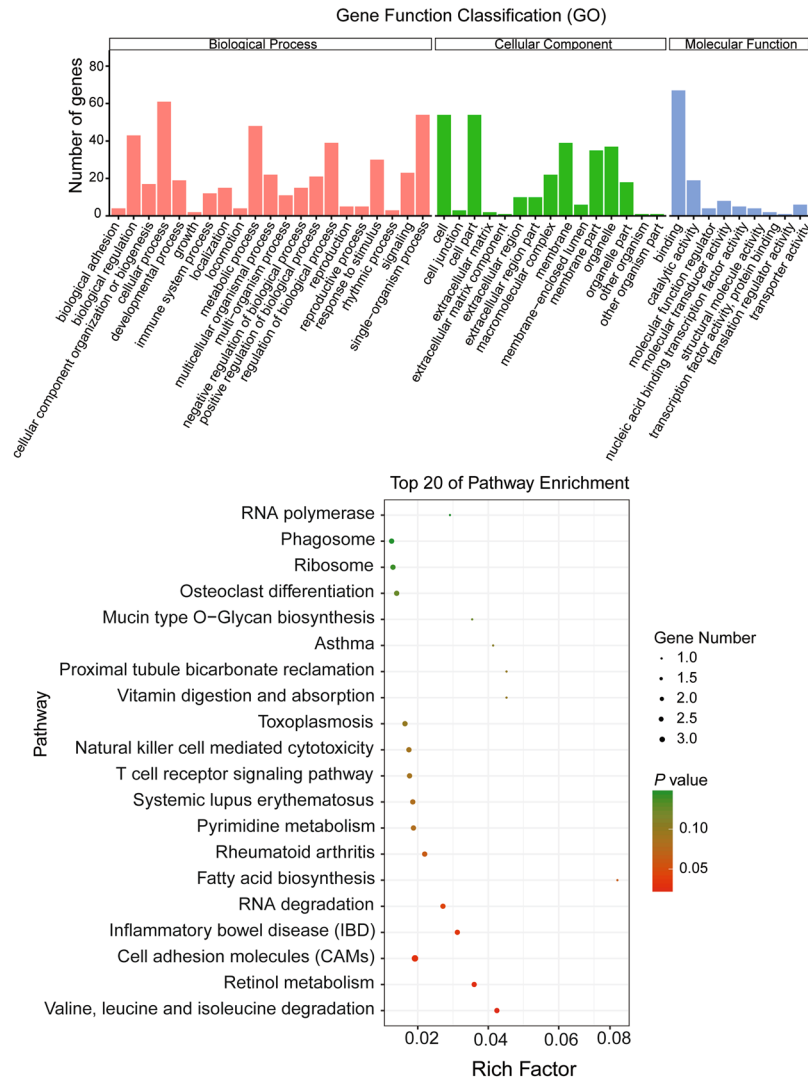 Gene Function Classification (GO)
Biological Process
Cellular Component
Molecular Function
Number of genes
80
60
40
20
0
biological adhesion
biological regulation
cellular component organization or biogenesis
cellular process
developmental process
growth
immune system process
localization
locomotion
metabolic process
multicellular organismal process
multi−organism process
negative regulation of biological process
positive regulation of biological process
regulation of biological process
reproduction
reproductive process
response to stimulus
rhythmic process
signaling
single−organism process
cell
cell junction
cell part
extracellular matrix
extracellular matrix component
extracellular region
extracellular region part
macromolecular complex
membrane
membrane−enclosed lumen
membrane part
organelle
organelle part
other organism
other organism part
binding
catalytic activity
molecular function regulator
molecular transducer activity
nucleic acid binding transcription factor activity
structural molecule activity
transcription factor activity, protein binding
translation regulator activity
transporter activity
Top 20 of Pathway Enrichment
Pathway
RNA polymerase
Phagosome
Ribosome
Osteoclast differentiation
Mucin type O−Glycan biosynthesis
Asthma
Proximal tubule bicarbonate reclamation
Vitamin digestion and absorption
Toxoplasmosis
Natural killer cell mediated cytotoxicity
T cell receptor signaling pathway
Systemic lupus erythematosus
Pyrimidine metabolism
Rheumatoid arthritis
Fatty acid biosynthesis
RNA degradation
Inflammatory bowel disease (IBD)
Cell adhesion molecules (CAMs)
Retinol metabolism
Valine, leucine and isoleucine degradation
0.02 0.04 0.06 0.08
Rich Factor
Gene Number
1.0
1.5
2.0
2.5
3.0
P value
0.10
0.05